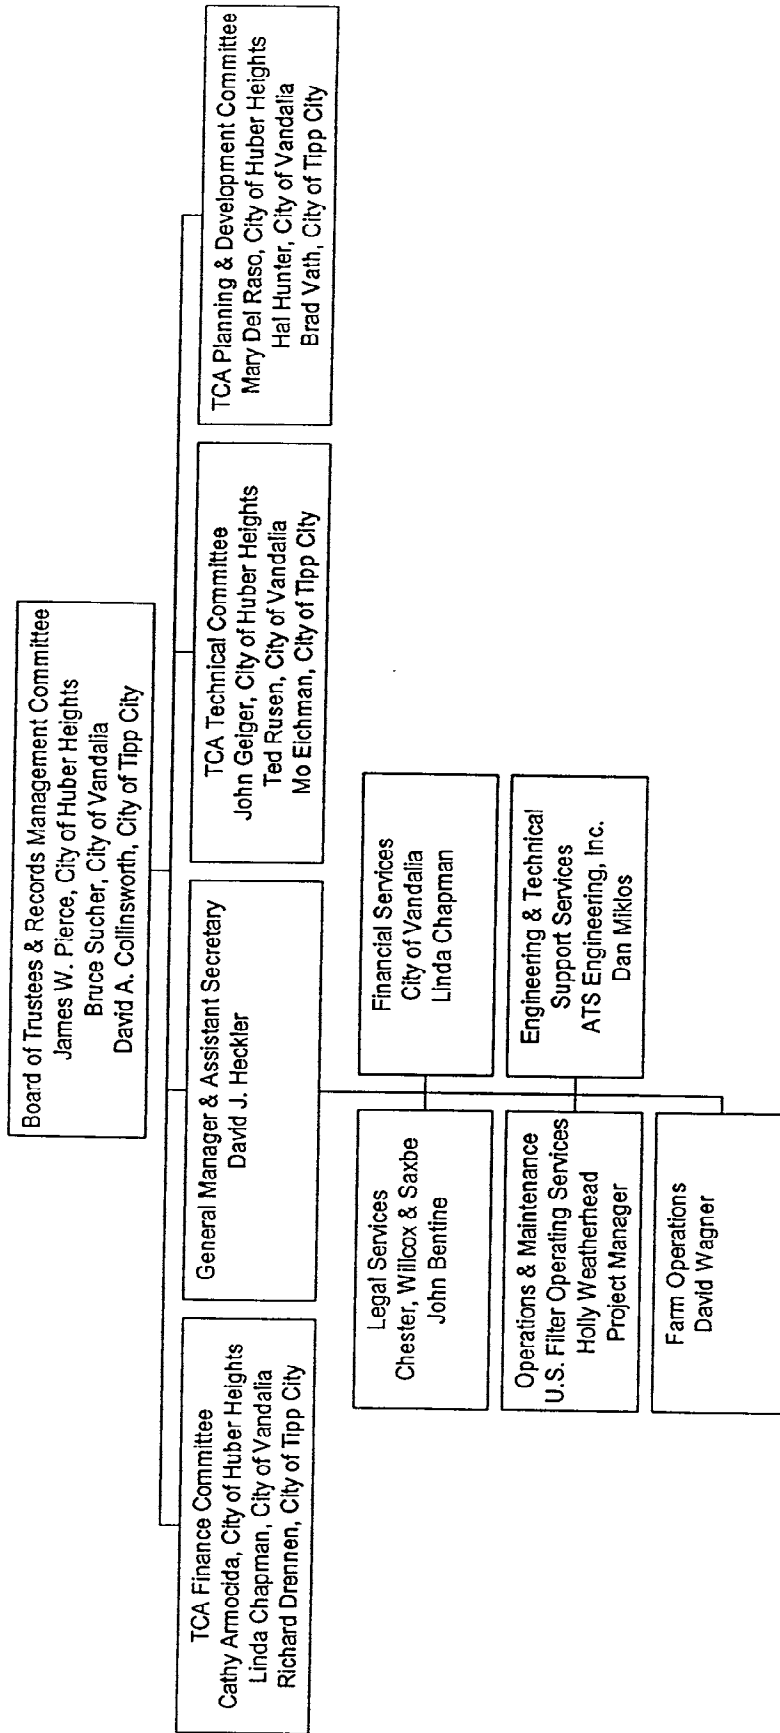 Board of Trustees & Records Management Committee
James W. Pierce, City of Huber Heights
Bruce Sucher, City of Vandalia
David A. Collinsworth, City of Tipp City
TCA Finance Committee
Cathy Armocida, City of Huber Heights
Linda Chapman, City of Vandalia
Richard Drennen, City of Tipp City
General Manager & Assistant Secretary
David J. Heckler
TCA Technical Committee
John Geiger, City of Huber Heights
Ted Rusen, City of Vandalia
Mo Eichman, City of Tipp City
TCA Planning & Development Committee
Mary Del Raso, City of Huber Heights
Hal Hunter, City of Vandalia
Brad Vath, City of Tipp City
Legal Services
Chester, Willcox & Saxbe
John Bentine
Financial Services
City of Vandalia
Linda Chapman
Operations & Maintenance
U.S. Filter Operating Services
Holly Weatherhead
Project Manager
Engineering & Technical
Support Services
ATS Engineering, Inc.
Dan Miklos
Farm Operations
David Wagner